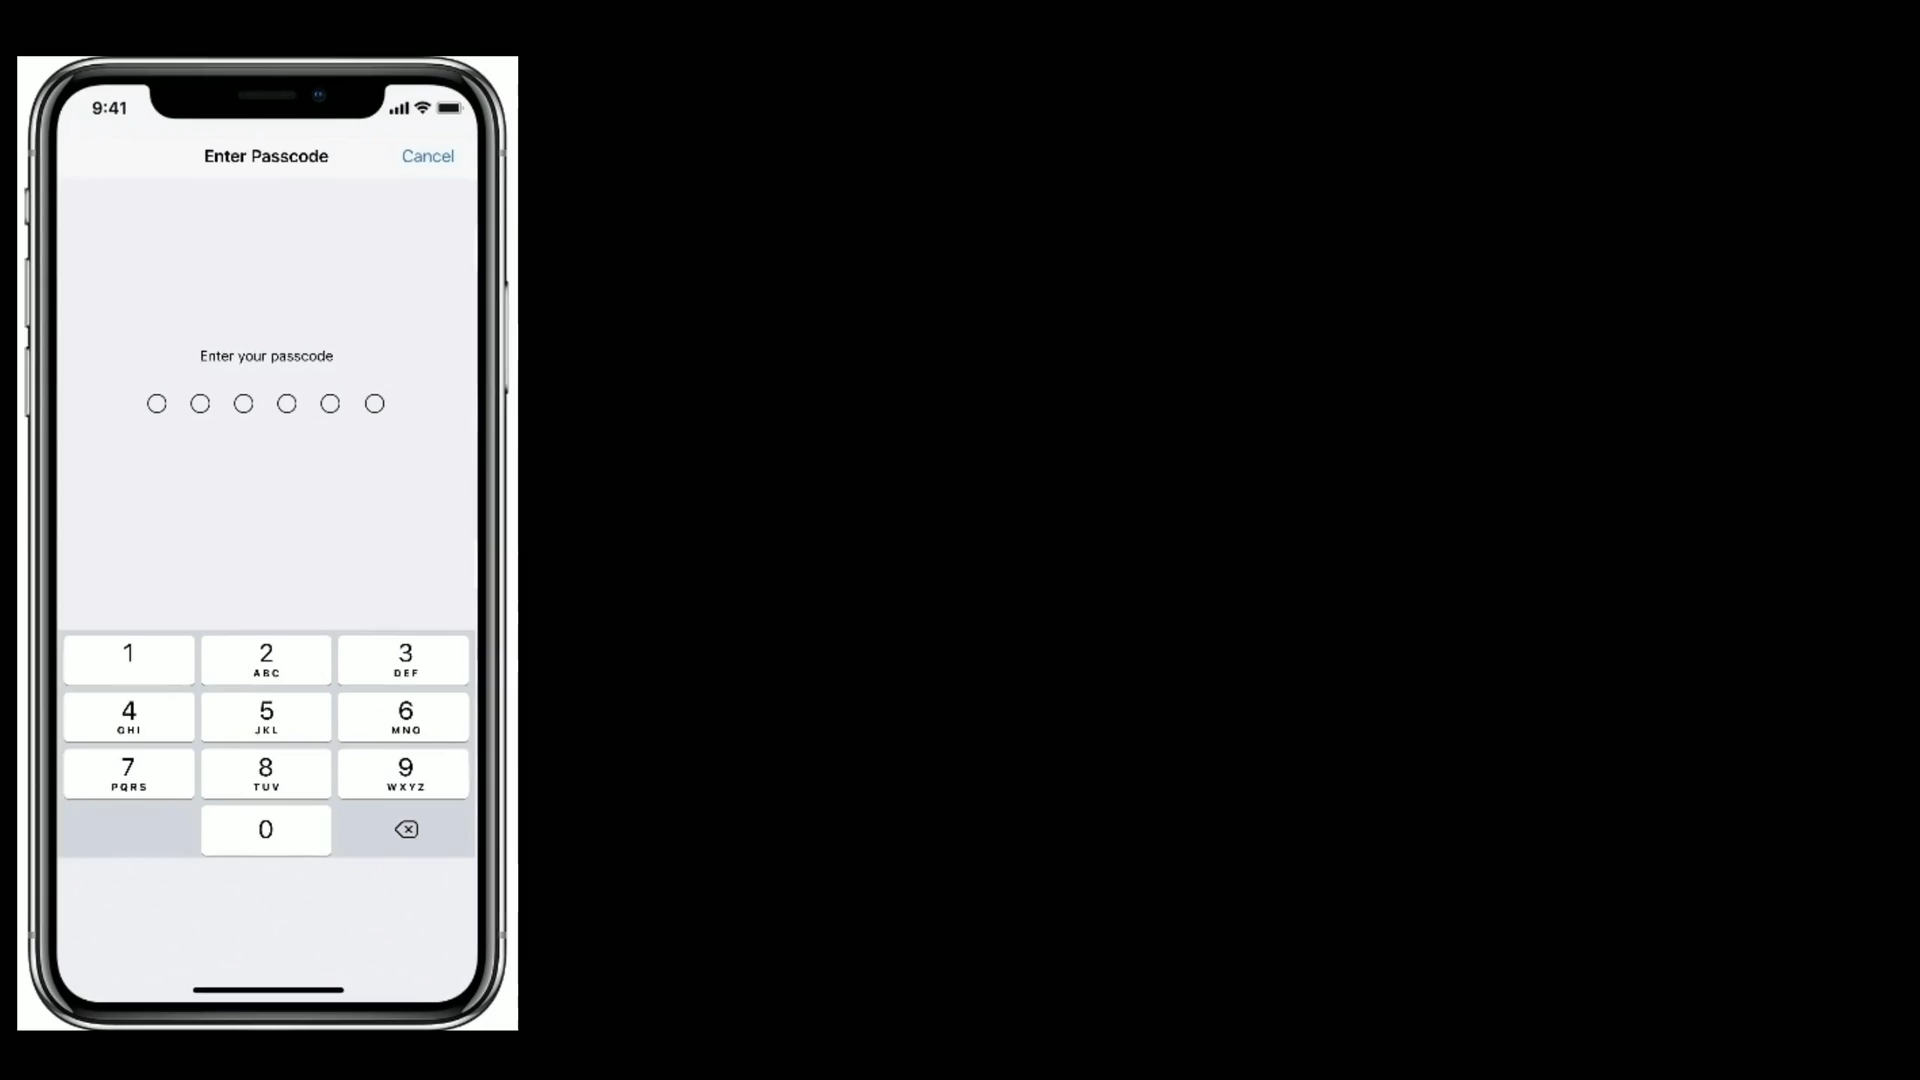 9:41
Enter Passcode Cancel
Enter your passcode
1 2 3
ABC DEF
4 5 6
GHI JKL MNO
7 8 9
PQRS TUV WXYZ
0